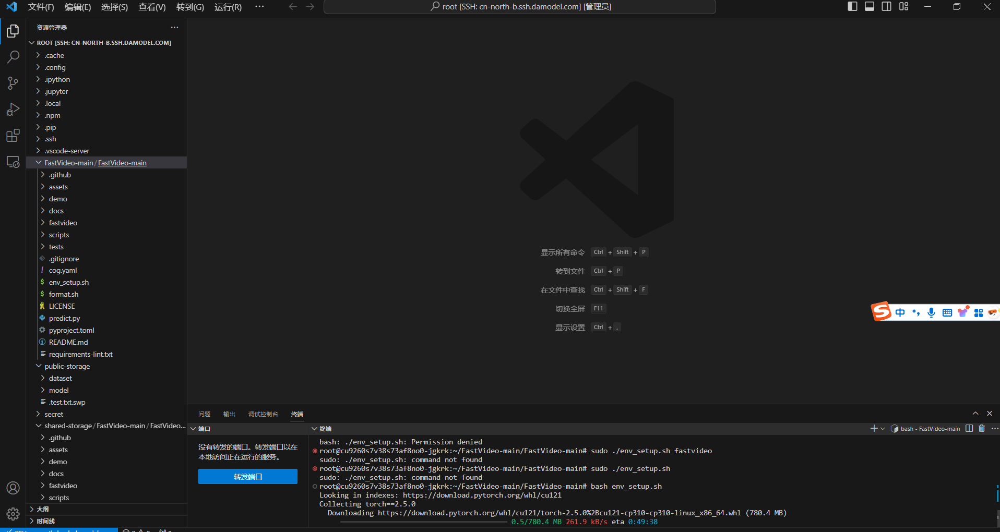 文件(F) 编辑(E) 选择(S) 查看(V) 转到(G) 运行(R) ··· root [SSH: cn-north-b.ssh.damodel.com] [管理员]
资源管理器 ···
ROOT [SSH: CN-NORTH-B.SSH.DAMODEL.COM]
.cache
.config
.ipython
.jupyter
.local
.npm
.pip
.ssh
.vscode-server
FastVideo-main / FastVideo-main
.github
assets
demo
docs
fastvideo
scripts
tests
.gitignore
cog.yaml
env_setup.sh
format.sh
LICENSE
predict.py
pyproject.toml
README.md
requirements-lint.txt
public-storage
dataset
model
.test.txt.swp
secret
shared-storage / FastVideo-main / FastVideo...
.github
assets
demo
docs
fastvideo
scripts
大纲
时间线
显示所有命令 Ctrl + Shift + P
转到文件 Ctrl + P
在文件中查找 Ctrl + Shift + F
切换全屏 F11
显示设置 Ctrl + ,
S 中 °,
问题 输出 调试控制台 终端
端口
没有转发的端口。转发端口以在
本地访问正在运行的服务。
转发端口
终端 bash - FastVideo-main ···
bash: ./env_setup.sh: Permission denied
root@cu9260s7v38s73af8no0-jgkrk:~/FastVideo-main/FastVideo-main# sudo ./env_setup.sh fastvideo
sudo: ./env_setup.sh: command not found
root@cu9260s7v38s73af8no0-jgkrk:~/FastVideo-main/FastVideo-main# sudo ./env_setup.sh
sudo: ./env_setup.sh: command not found
root@cu9260s7v38s73af8no0-jgkrk:~/FastVideo-main/FastVideo-main# bash env_setup.sh
Looking in indexes: https://download.pytorch.org/whl/cu121
Collecting torch==2.5.0
Downloading https://download.pytorch.org/whl/cu121/torch-2.5.0%2Bcu121-cp310-cp310-linux_x86_64.whl (780.4 MB)
0.5/780.4 MB 261.9 kB/s eta 0:49:38